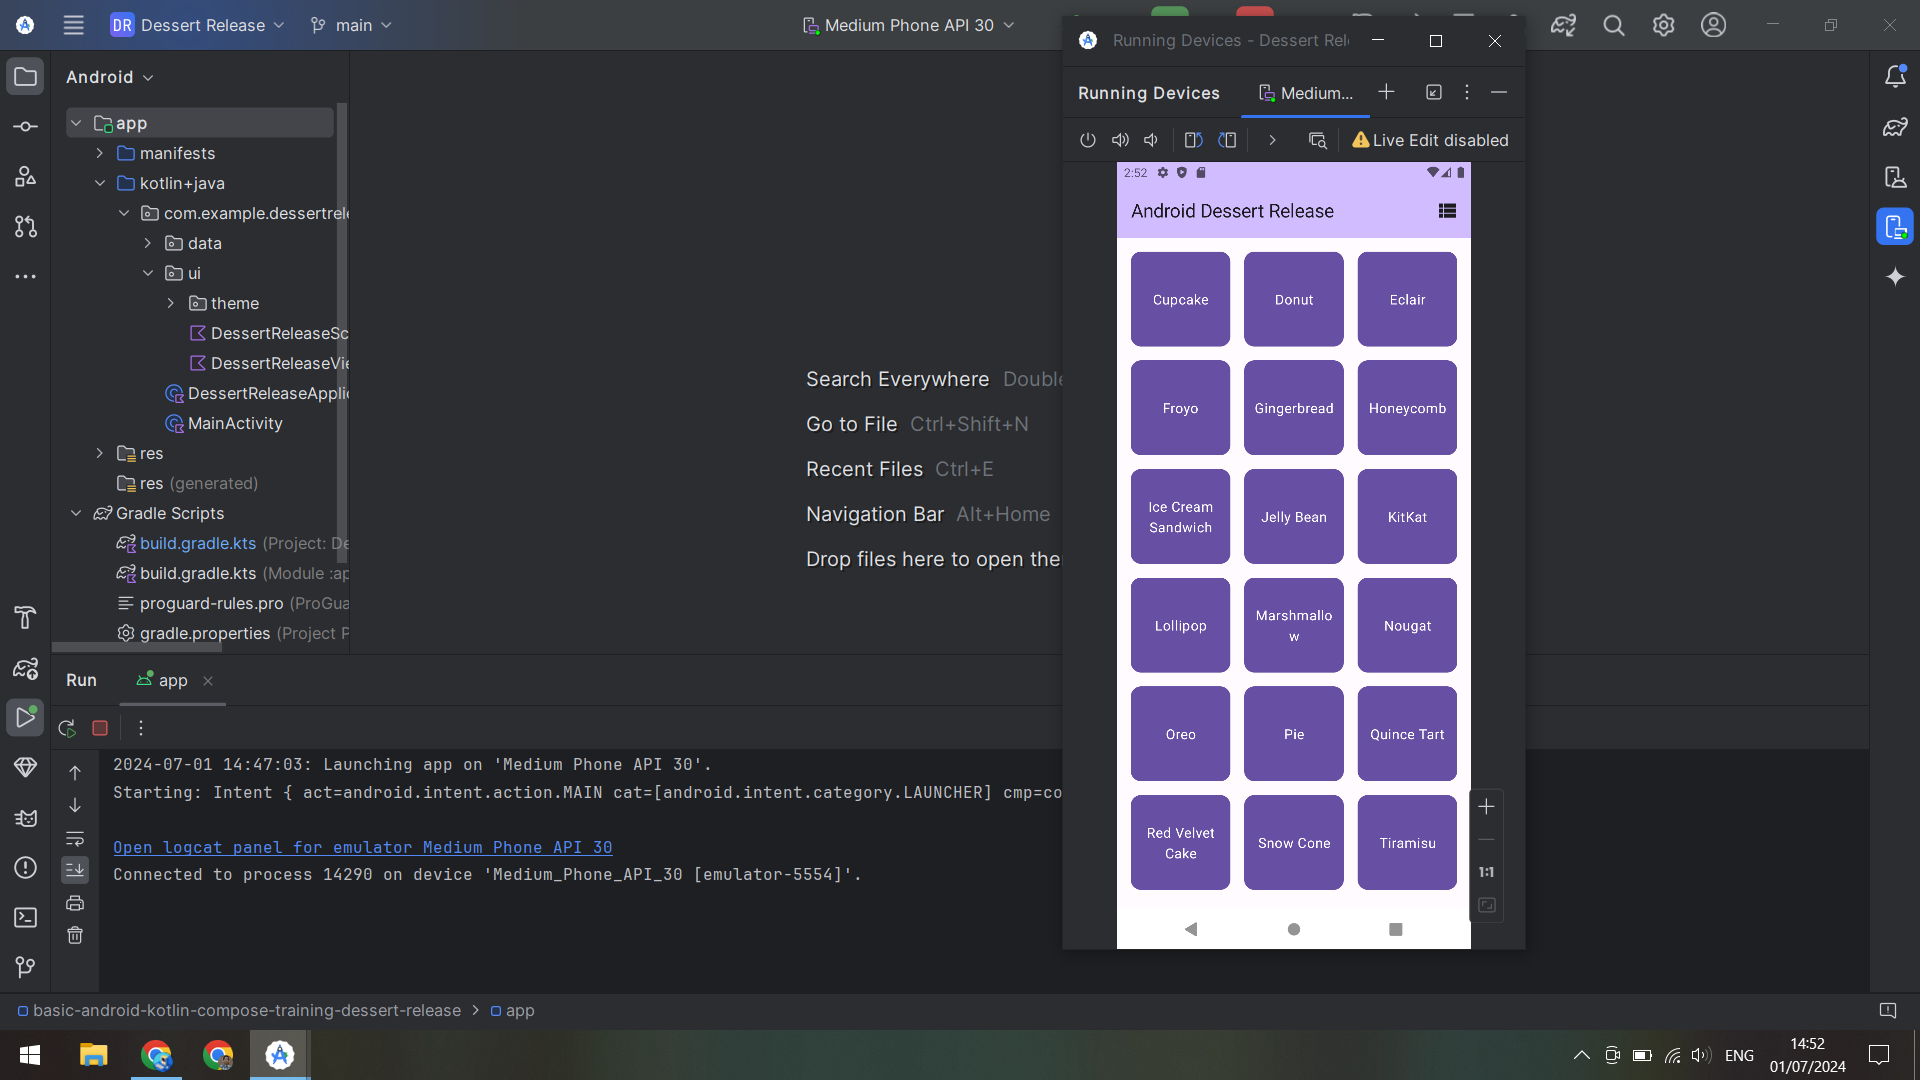 DR Dessert Release
main
Medium Phone API 30
Running Devices - Dessert Rel
Android
Running Devices
Medium...
Live Edit disabled
app
manifests
kotlin+java
com.example.dessertrele
data
ui
theme
DessertReleaseSc
DessertReleaseVie
DessertReleaseApplic
MainActivity
res
res (generated)
Gradle Scripts
build.gradle.kts (Project: De
build.gradle.kts (Module :ap
proguard-rules.pro (ProGua
gradle.properties (Project P
Search Everywhere Double
Go to File Ctrl+Shift+N
Recent Files Ctrl+E
Navigation Bar Alt+Home
Drop files here to open the
2:52
Android Dessert Release
Cupcake
Donut
Eclair
Froyo
Gingerbread
Honeycomb
Ice Cream
Sandwich
Jelly Bean
KitKat
Lollipop
Marshmallo
w
Nougat
Oreo
Pie
Quince Tart
Red Velvet
Cake
Snow Cone
Tiramisu
1:1
Run
app
2024-07-01 14:47:03: Launching app on 'Medium Phone API 30'.
Starting: Intent { act=android.intent.action.MAIN cat=[android.intent.category.LAUNCHER] cmp=co
Open logcat panel for emulator Medium Phone API 30
Connected to process 14290 on device 'Medium_Phone_API_30 [emulator-5554]'.
basic-android-kotlin-compose-training-dessert-release
app
ENG
14:52
01/07/2024